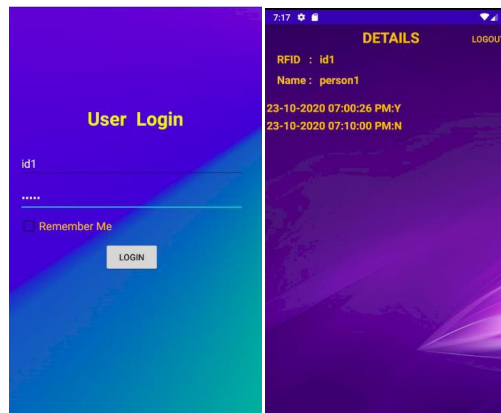 User Login
id1
•••••
Remember Me
LOGIN
7:17
DETAILS
LOGOUT
RFID : id1
Name : person1
23-10-2020 07:00:26 PM:Y
23-10-2020 07:10:00 PM:N